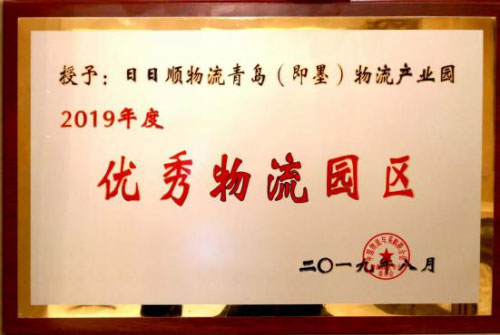 授予：日日顺物流青岛（即墨）物流产业园
2019年度
优秀物流园区
二〇一九年八月